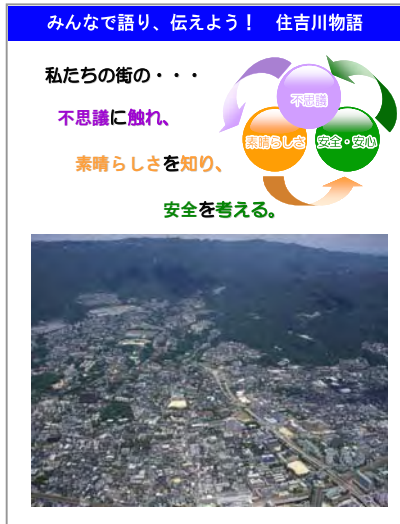 みんなで語り、伝えよう！　住吉川物語
私たちの街の・・・
不思議に触れ、
素晴らしさを知り、
安全を考える。
不思議
素晴らしさ
安全・安心